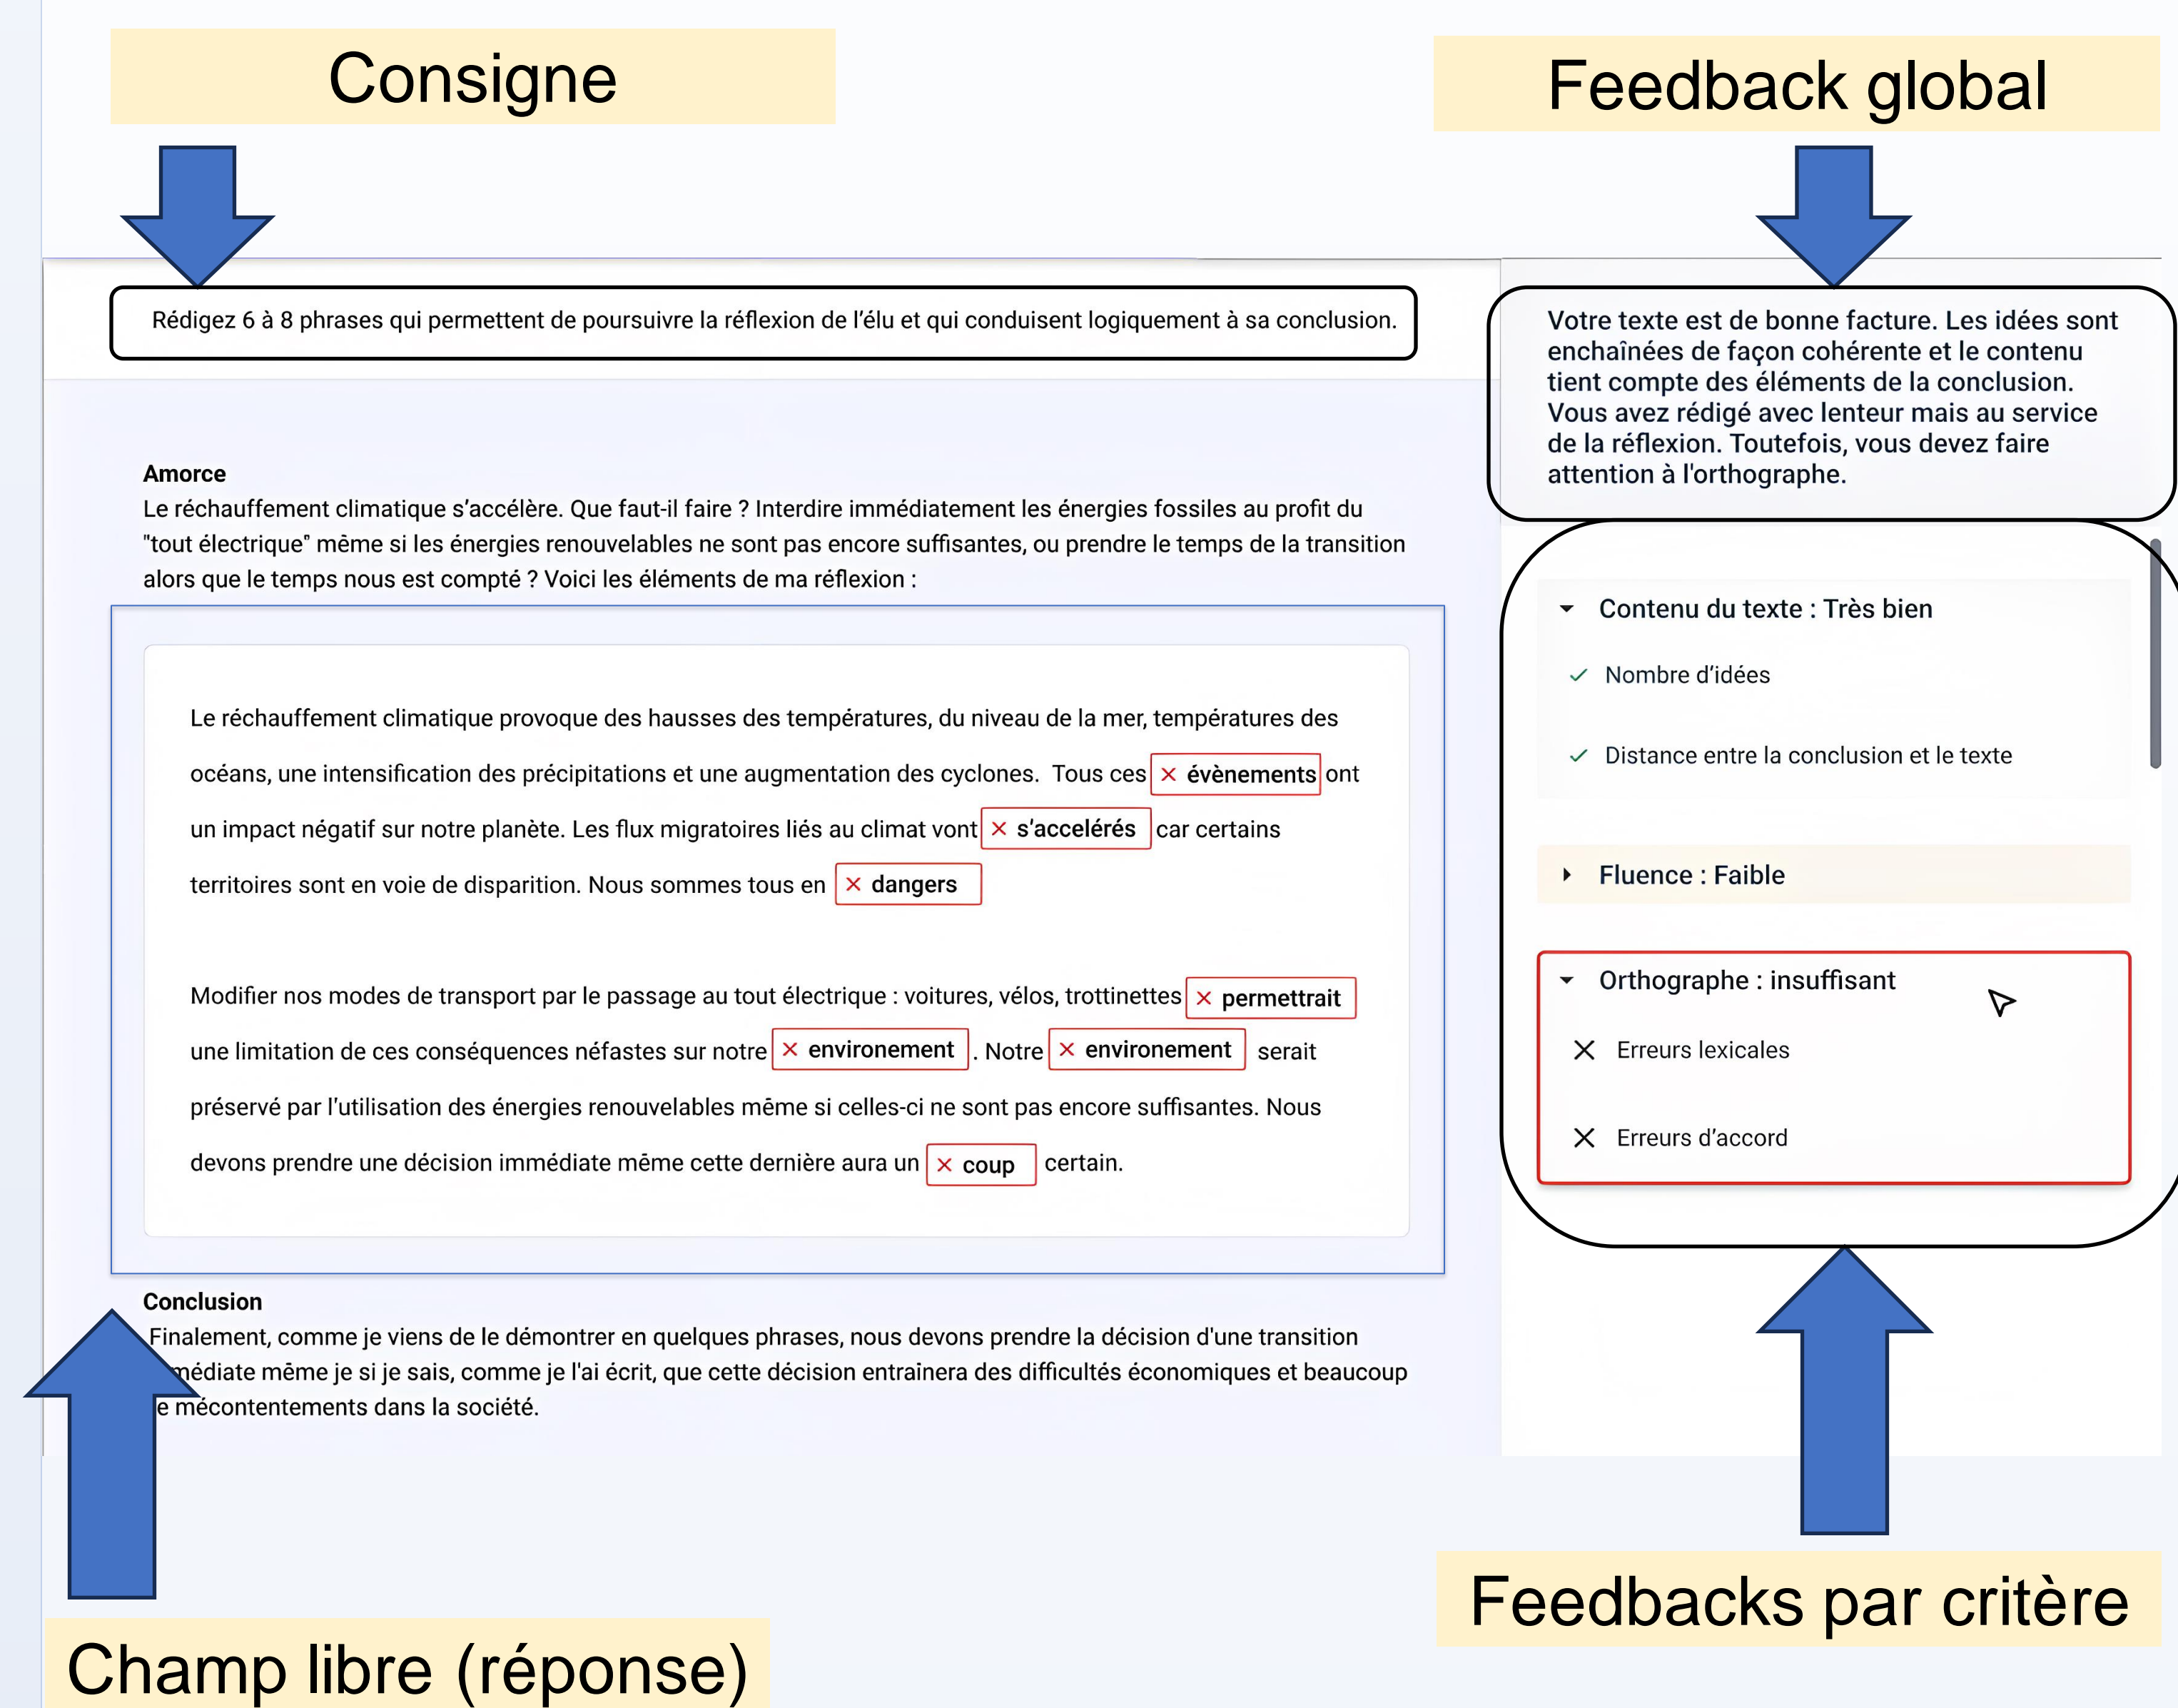 Consigne
Feedback global
Rédigez 6 à 8 phrases qui permettent de poursuivre la réflexion de l’élu et qui conduisent logiquement à sa conclusion.
Amorce
Le réchauffement climatique s’accélère. Que faut-il faire ? Interdire immédiatement les énergies fossiles au profit du
"tout électrique" même si les énergies renouvelables ne sont pas encore suffisantes, ou prendre le temps de la transition
alors que le temps nous est compté ? Voici les éléments de ma réflexion :
Le réchauffement climatique provoque des hausses des températures, du niveau de la mer, températures des
océans, une intensification des précipitations et une augmentation des cyclones. Tous ces × évènements ont
un impact négatif sur notre planète. Les flux migratoires liés au climat vont × s'accelérés car certains
territoires sont en voie de disparition. Nous sommes tous en × dangers
Modifier nos modes de transport par le passage au tout électrique : voitures, vélos, trottinettes × permettrait
une limitation de ces conséquences néfastes sur notre × environement . Notre × environement serait
préservé par l'utilisation des énergies renouvelables même si celles-ci ne sont pas encore suffisantes. Nous
devons prendre une décision immédiate même cette dernière aura un × coup certain.
Conclusion
Finalement, comme je viens de le démontrer en quelques phrases, nous devons prendre la décision d'une transition
médiate même je si je sais, comme je l'ai écrit, que cette décision entrainera des difficultés économiques et beaucoup
e mécontentements dans la société.
Votre texte est de bonne facture. Les idées sont
enchaînées de façon cohérente et le contenu
tient compte des éléments de la conclusion.
Vous avez rédigé avec lenteur mais au service
de la réflexion. Toutefois, vous devez faire
attention à l'orthographe.
Contenu du texte : Très bien
✓ Nombre d’idées
✓ Distance entre la conclusion et le texte
Fluence : Faible
Orthographe : insuffisant
× Erreurs lexicales
× Erreurs d’accord
Champ libre (réponse)
Feedbacks par critère